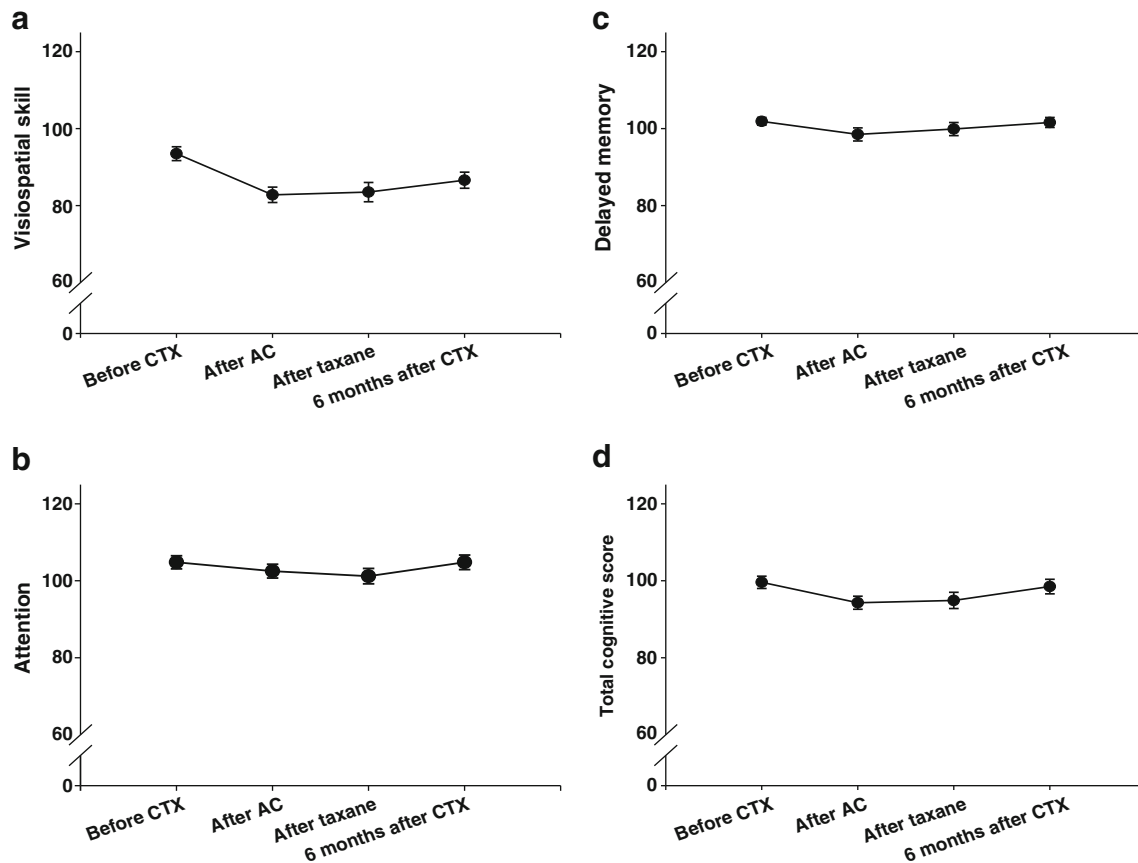 a
Visiospatial skill
120
100
80
60
0
Before CTX
After AC
After taxane
6 months after CTX
c
Delayed memory
120
100
80
60
0
Before CTX
After AC
After taxane
6 months after CTX
b
Attention
120
100
80
60
0
Before CTX
After AC
After taxane
6 months after CTX
d
Total cognitive score
120
100
80
60
0
Before CTX
After AC
After taxane
6 months after CTX